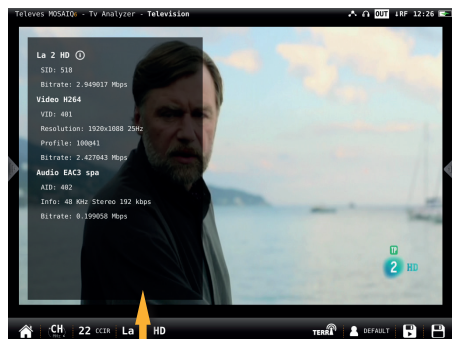 Televes MOSAIQ6 - Tv Analyzer - Television OUT ↓RF 12:26
La 2 HD
SID: 510
Bitrate: 2.949017 Mbps
Video H264
VID: 401
Resolution: 1920x1088 25Hz
Profile: 100@41
Bitrate: 2.427043 Mbps
Audio EAC3 spa
AID: 402
Info: 48 KHz Stereo 192 kbps
Bitrate: 0.199058 Mbps
2 HD
CH 22 CCIR La HD TERR DEFAULT